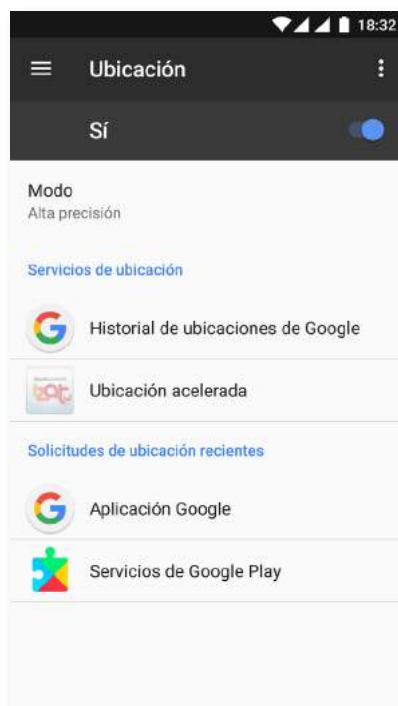 18:32
Ubicación
Sí
Modo
Alta precisión
Servicios de ubicación
Historial de ubicaciones de Google
Ubicación acelerada
Solicitudes de ubicación recientes
Aplicación Google
Servicios de Google Play